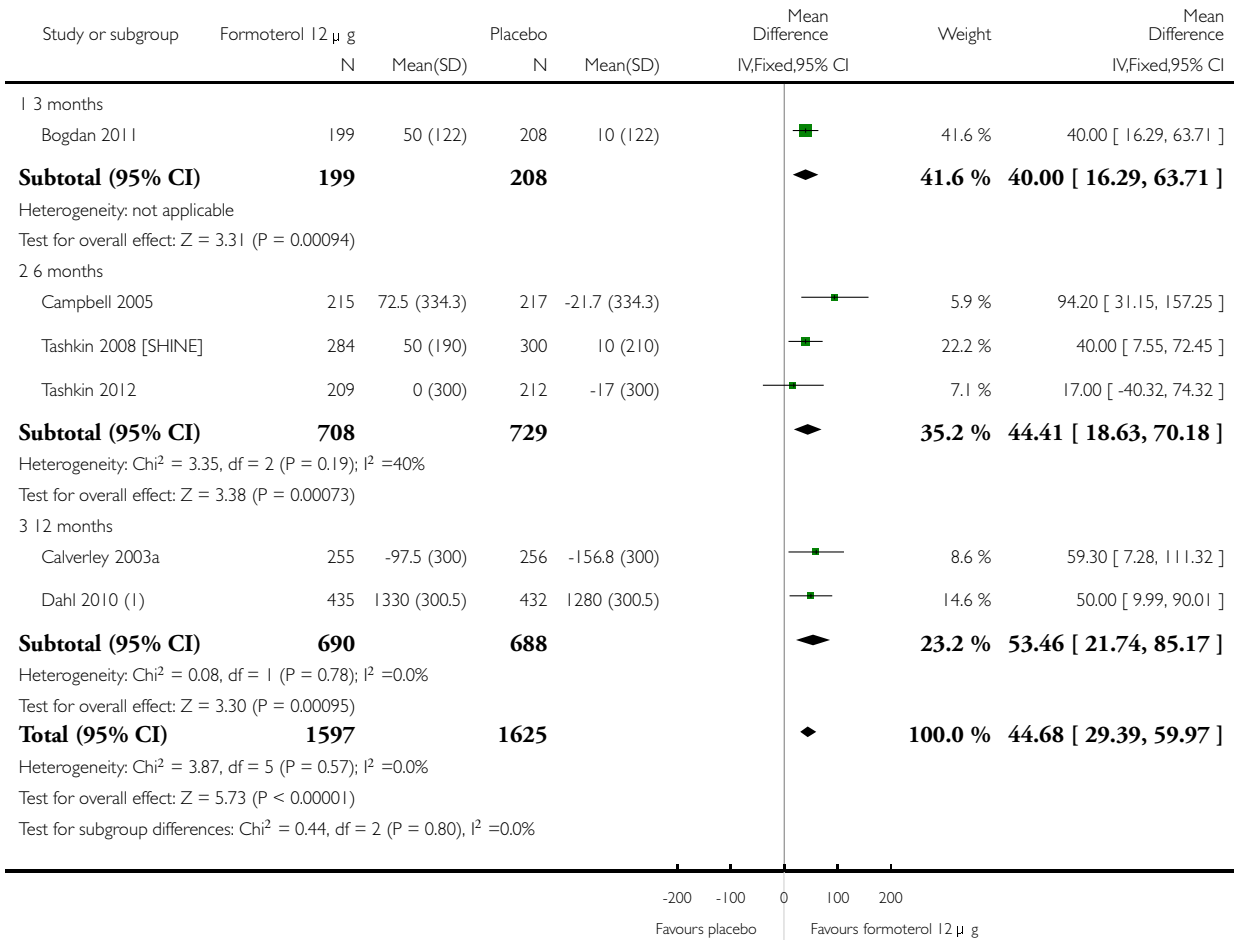 Study or subgroup Formoterol 12 μ g Placebo Mean Difference Weight Mean Difference
N Mean(SD) N Mean(SD) IV,Fixed,95% CI IV,Fixed,95% CI
1 3 months
Bogdan 2011 199 50 (122) 208 10 (122) 41.6 % 40.00 [ 16.29, 63.71 ]
Subtotal (95% CI) 199 208 41.6 % 40.00 [ 16.29, 63.71 ]
Heterogeneity: not applicable
Test for overall effect: Z = 3.31 (P = 0.00094)
2 6 months
Campbell 2005 215 72.5 (334.3) 217 -21.7 (334.3) 5.9 % 94.20 [ 31.15, 157.25 ]
Tashkin 2008 [SHINE] 284 50 (190) 300 10 (210) 22.2 % 40.00 [ 7.55, 72.45 ]
Tashkin 2012 209 0 (300) 212 -17 (300) 7.1 % 17.00 [ -40.32, 74.32 ]
Subtotal (95% CI) 708 729 35.2 % 44.41 [ 18.63, 70.18 ]
Heterogeneity: Chi² = 3.35, df = 2 (P = 0.19); I² =40%
Test for overall effect: Z = 3.38 (P = 0.00073)
3 12 months
Calverley 2003a 255 -97.5 (300) 256 -156.8 (300) 8.6 % 59.30 [ 7.28, 111.32 ]
Dahl 2010 (1) 435 1330 (300.5) 432 1280 (300.5) 14.6 % 50.00 [ 9.99, 90.01 ]
Subtotal (95% CI) 690 688 23.2 % 53.46 [ 21.74, 85.17 ]
Heterogeneity: Chi² = 0.08, df = 1 (P = 0.78); I² =0.0%
Test for overall effect: Z = 3.30 (P = 0.00095)
Total (95% CI) 1597 1625 100.0 % 44.68 [ 29.39, 59.97 ]
Heterogeneity: Chi² = 3.87, df = 5 (P = 0.57); I² =0.0%
Test for overall effect: Z = 5.73 (P < 0.00001)
Test for subgroup differences: Chi² = 0.44, df = 2 (P = 0.80), I² =0.0%
-200 -100 0 100 200
Favours placebo Favours formoterol 12 μ g